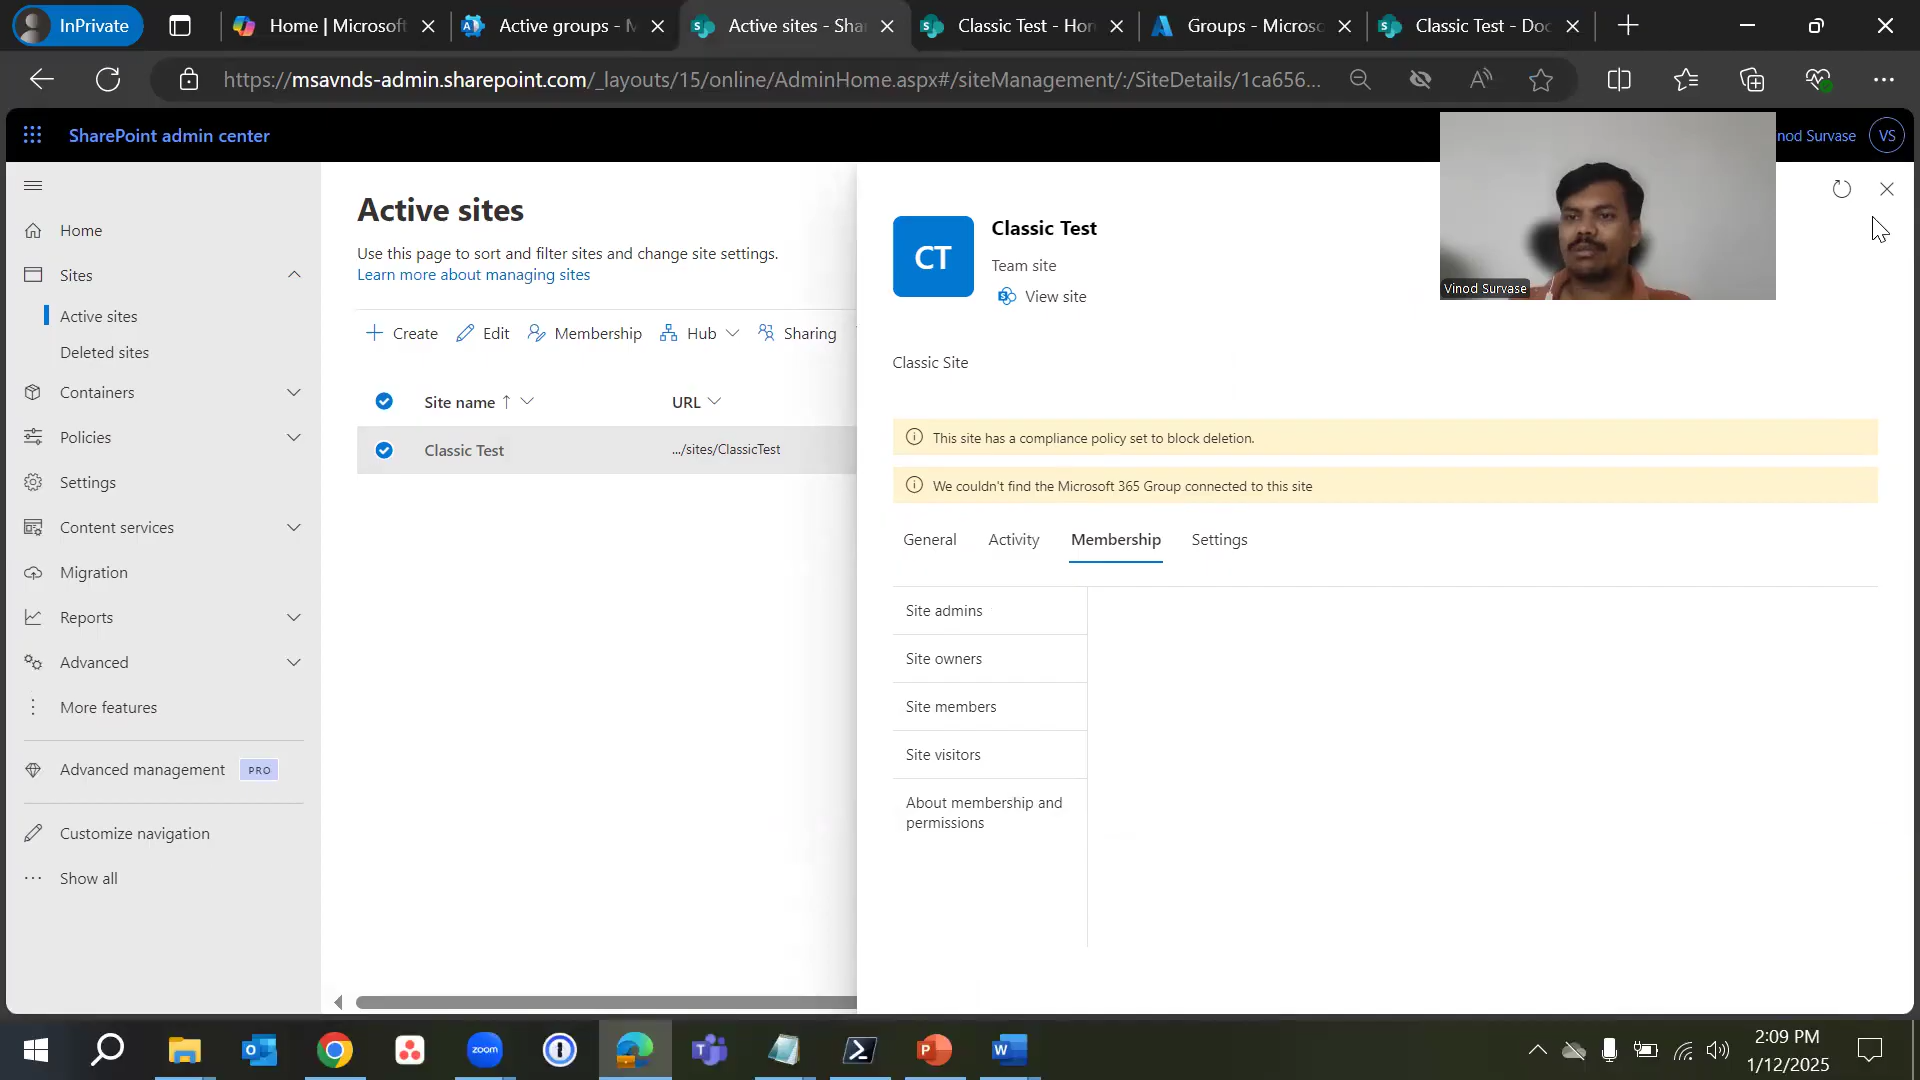 InPrivate
Home | Microsoft
Active groups - M
Active sites - Sha
Classic Test - Hon
Groups - Microso
Classic Test - Doc
https://msavnds-admin.sharepoint.com/_layouts/15/online/AdminHome.aspx#/siteManagement/:/SiteDetails/1ca656...
SharePoint admin center
nod Survase
VS
Home
Sites
Active sites
Deleted sites
Containers
Policies
Settings
Content services
Migration
Reports
Advanced
More features
Advanced management PRO
Customize navigation
Show all
Active sites
Use this page to sort and filter sites and change site settings.
Learn more about managing sites
Create
Edit
Membership
Hub
Sharing
Site name
URL
Classic Test
.../sites/ClassicTest
CT
Classic Test
Team site
View site
Vinod Survase
Classic Site
This site has a compliance policy set to block deletion.
We couldn't find the Microsoft 365 Group connected to this site
General
Activity
Membership
Settings
Site admins
Site owners
Site members
Site visitors
About membership and
permissions
zoom
2:09 PM
1/12/2025